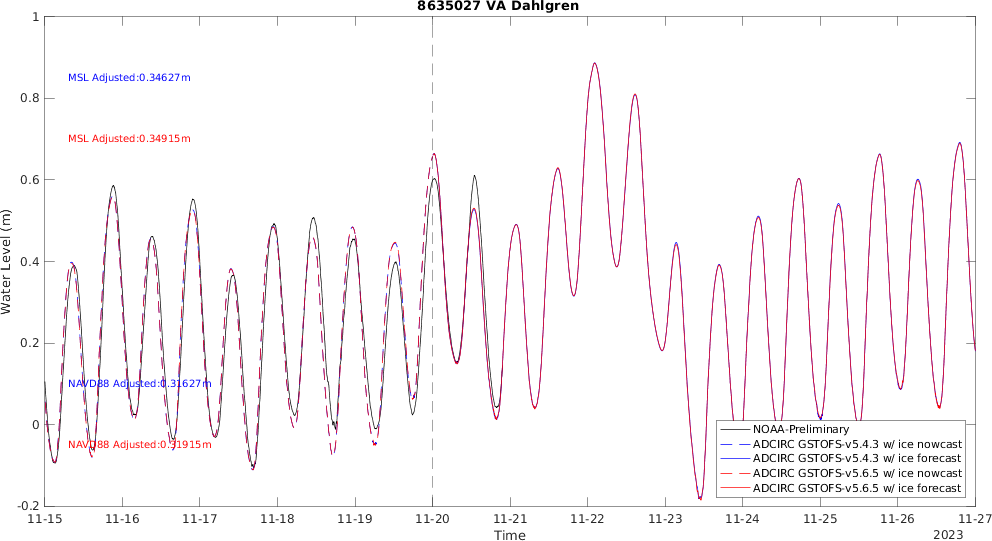 8635027 VA Dahlgren
1
0.8
0.6
0.4
0.2
0
-0.2
Water Level (m)
MSL Adjusted:0.34627m
MSL Adjusted:0.34915m
NAVD88 Adjusted:0.31627m
NAVD88 Adjusted:0.31915m
NOAA-Preliminary
ADCIRC GSTOFS-v5.4.3 w/ ice nowcast
ADCIRC GSTOFS-v5.4.3 w/ ice forecast
ADCIRC GSTOFS-v5.6.5 w/ ice nowcast
ADCIRC GSTOFS-v5.6.5 w/ ice forecast
11-15 11-16 11-17 11-18 11-19 11-20 11-21 11-22 11-23 11-24 11-25 11-26 11-27
Time
2023